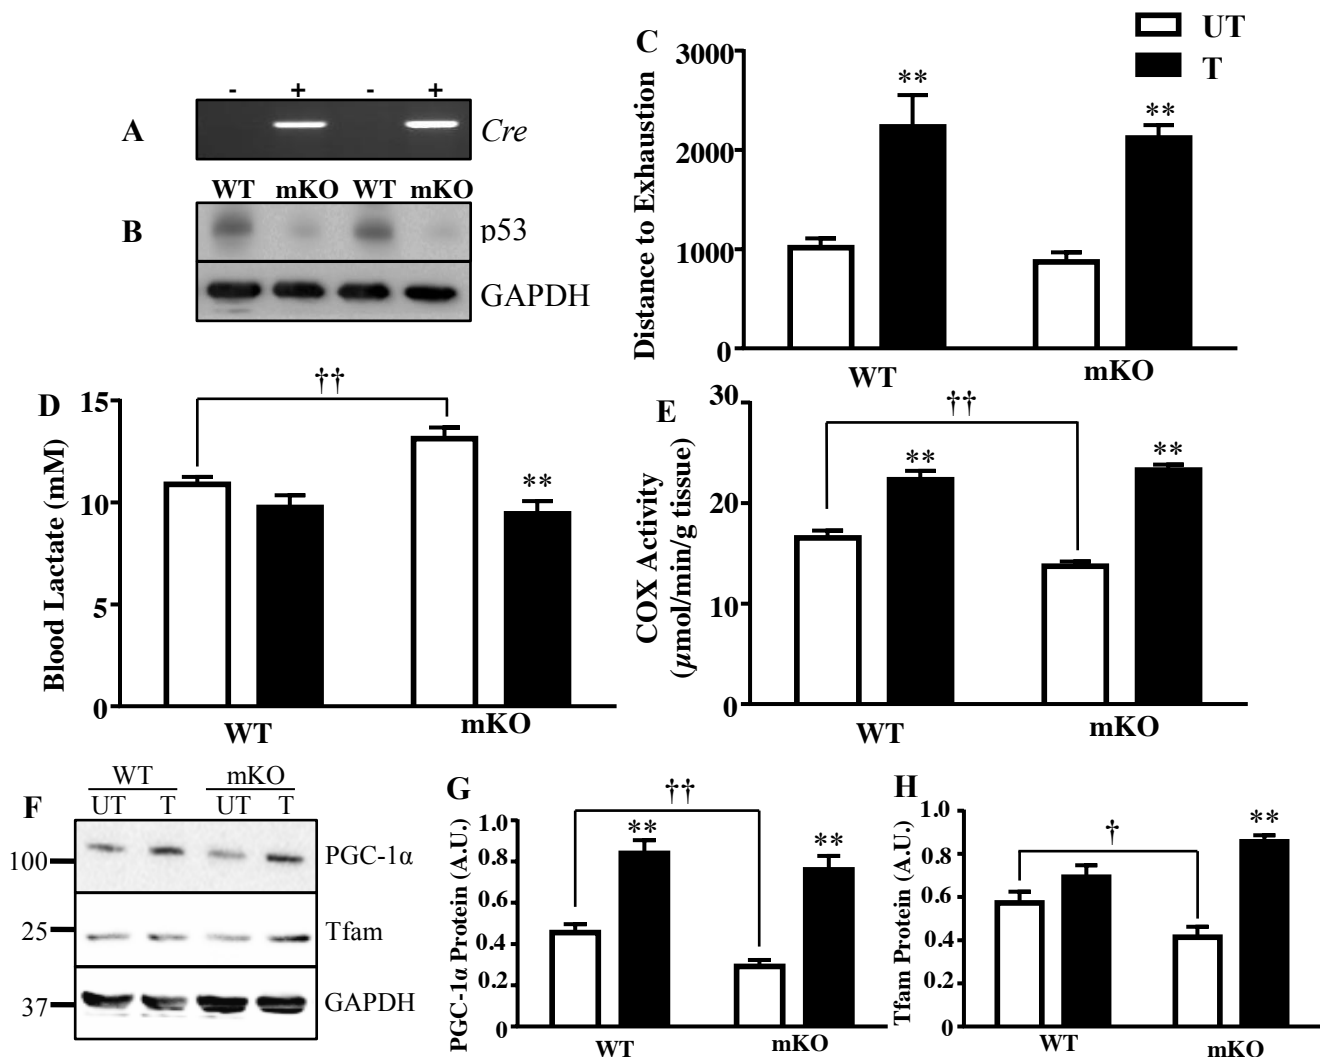 - + - +
A
Cre
WT mKO WT mKO
B
p53
GAPDH
C
UT
T
Distance to Exhaustion
3000
2000
1000
0
**
**
WT
mKO
D
Blood Lactate (mM)
15
10
5
0
††
**
WT
mKO
E
COX Activity
(µmol/min/g tissue)
30
20
10
0
††
**
**
WT
mKO
F
WT mKO
UT T UT T
100
PGC-1α
25
Tfam
37
GAPDH
G
PGC-1α Protein (A.U.)
1.0
0.8
0.6
0.4
0.2
0
††
**
**
WT
mKO
H
Tfam Protein (A.U.)
1.0
0.8
0.6
0.4
0.2
0
†
**
WT
mKO